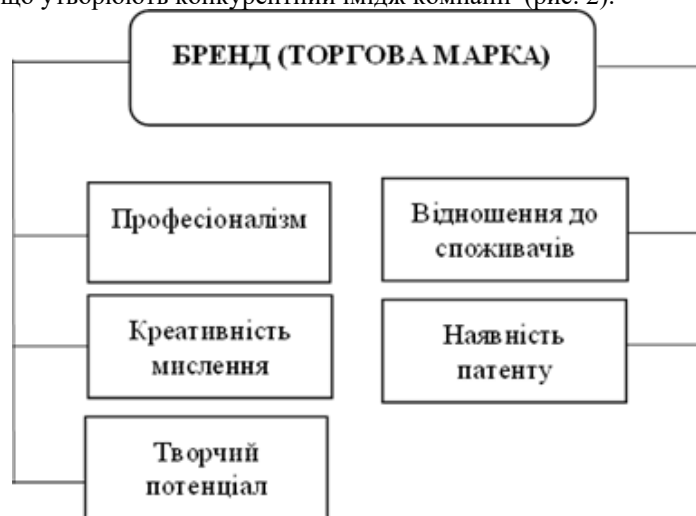 що утворюють конкурентний імідж компанії (рис. 2).
БРЕНД (ТОРГОВА МАРКА)
Професіоналізм
Відношення до
споживачів
Креативність
мислення
Наявність
патенту
Творчий
потенціал